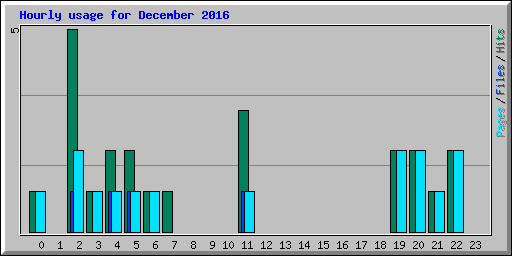 Hourly usage for December 2016
5
Pages/Files/Hits
0 1 2 3 4 5 6 7 8 9 10 11 12 13 14 15 16 17 18 19 20 21 22 23